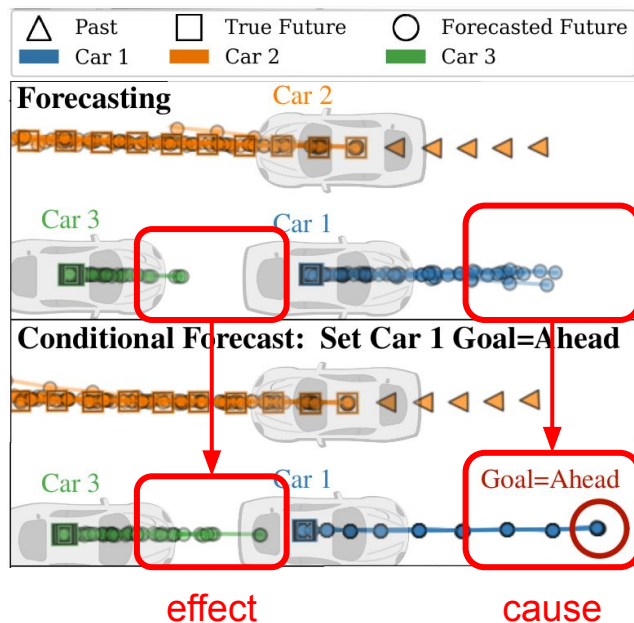 Past True Future Forecasted Future
Car 1 Car 2 Car 3
Forecasting
Car 2
Car 3 Car 1
Conditional Forecast: Set Car 1 Goal=Ahead
Car 3 Car 1 Goal=Ahead
effect cause